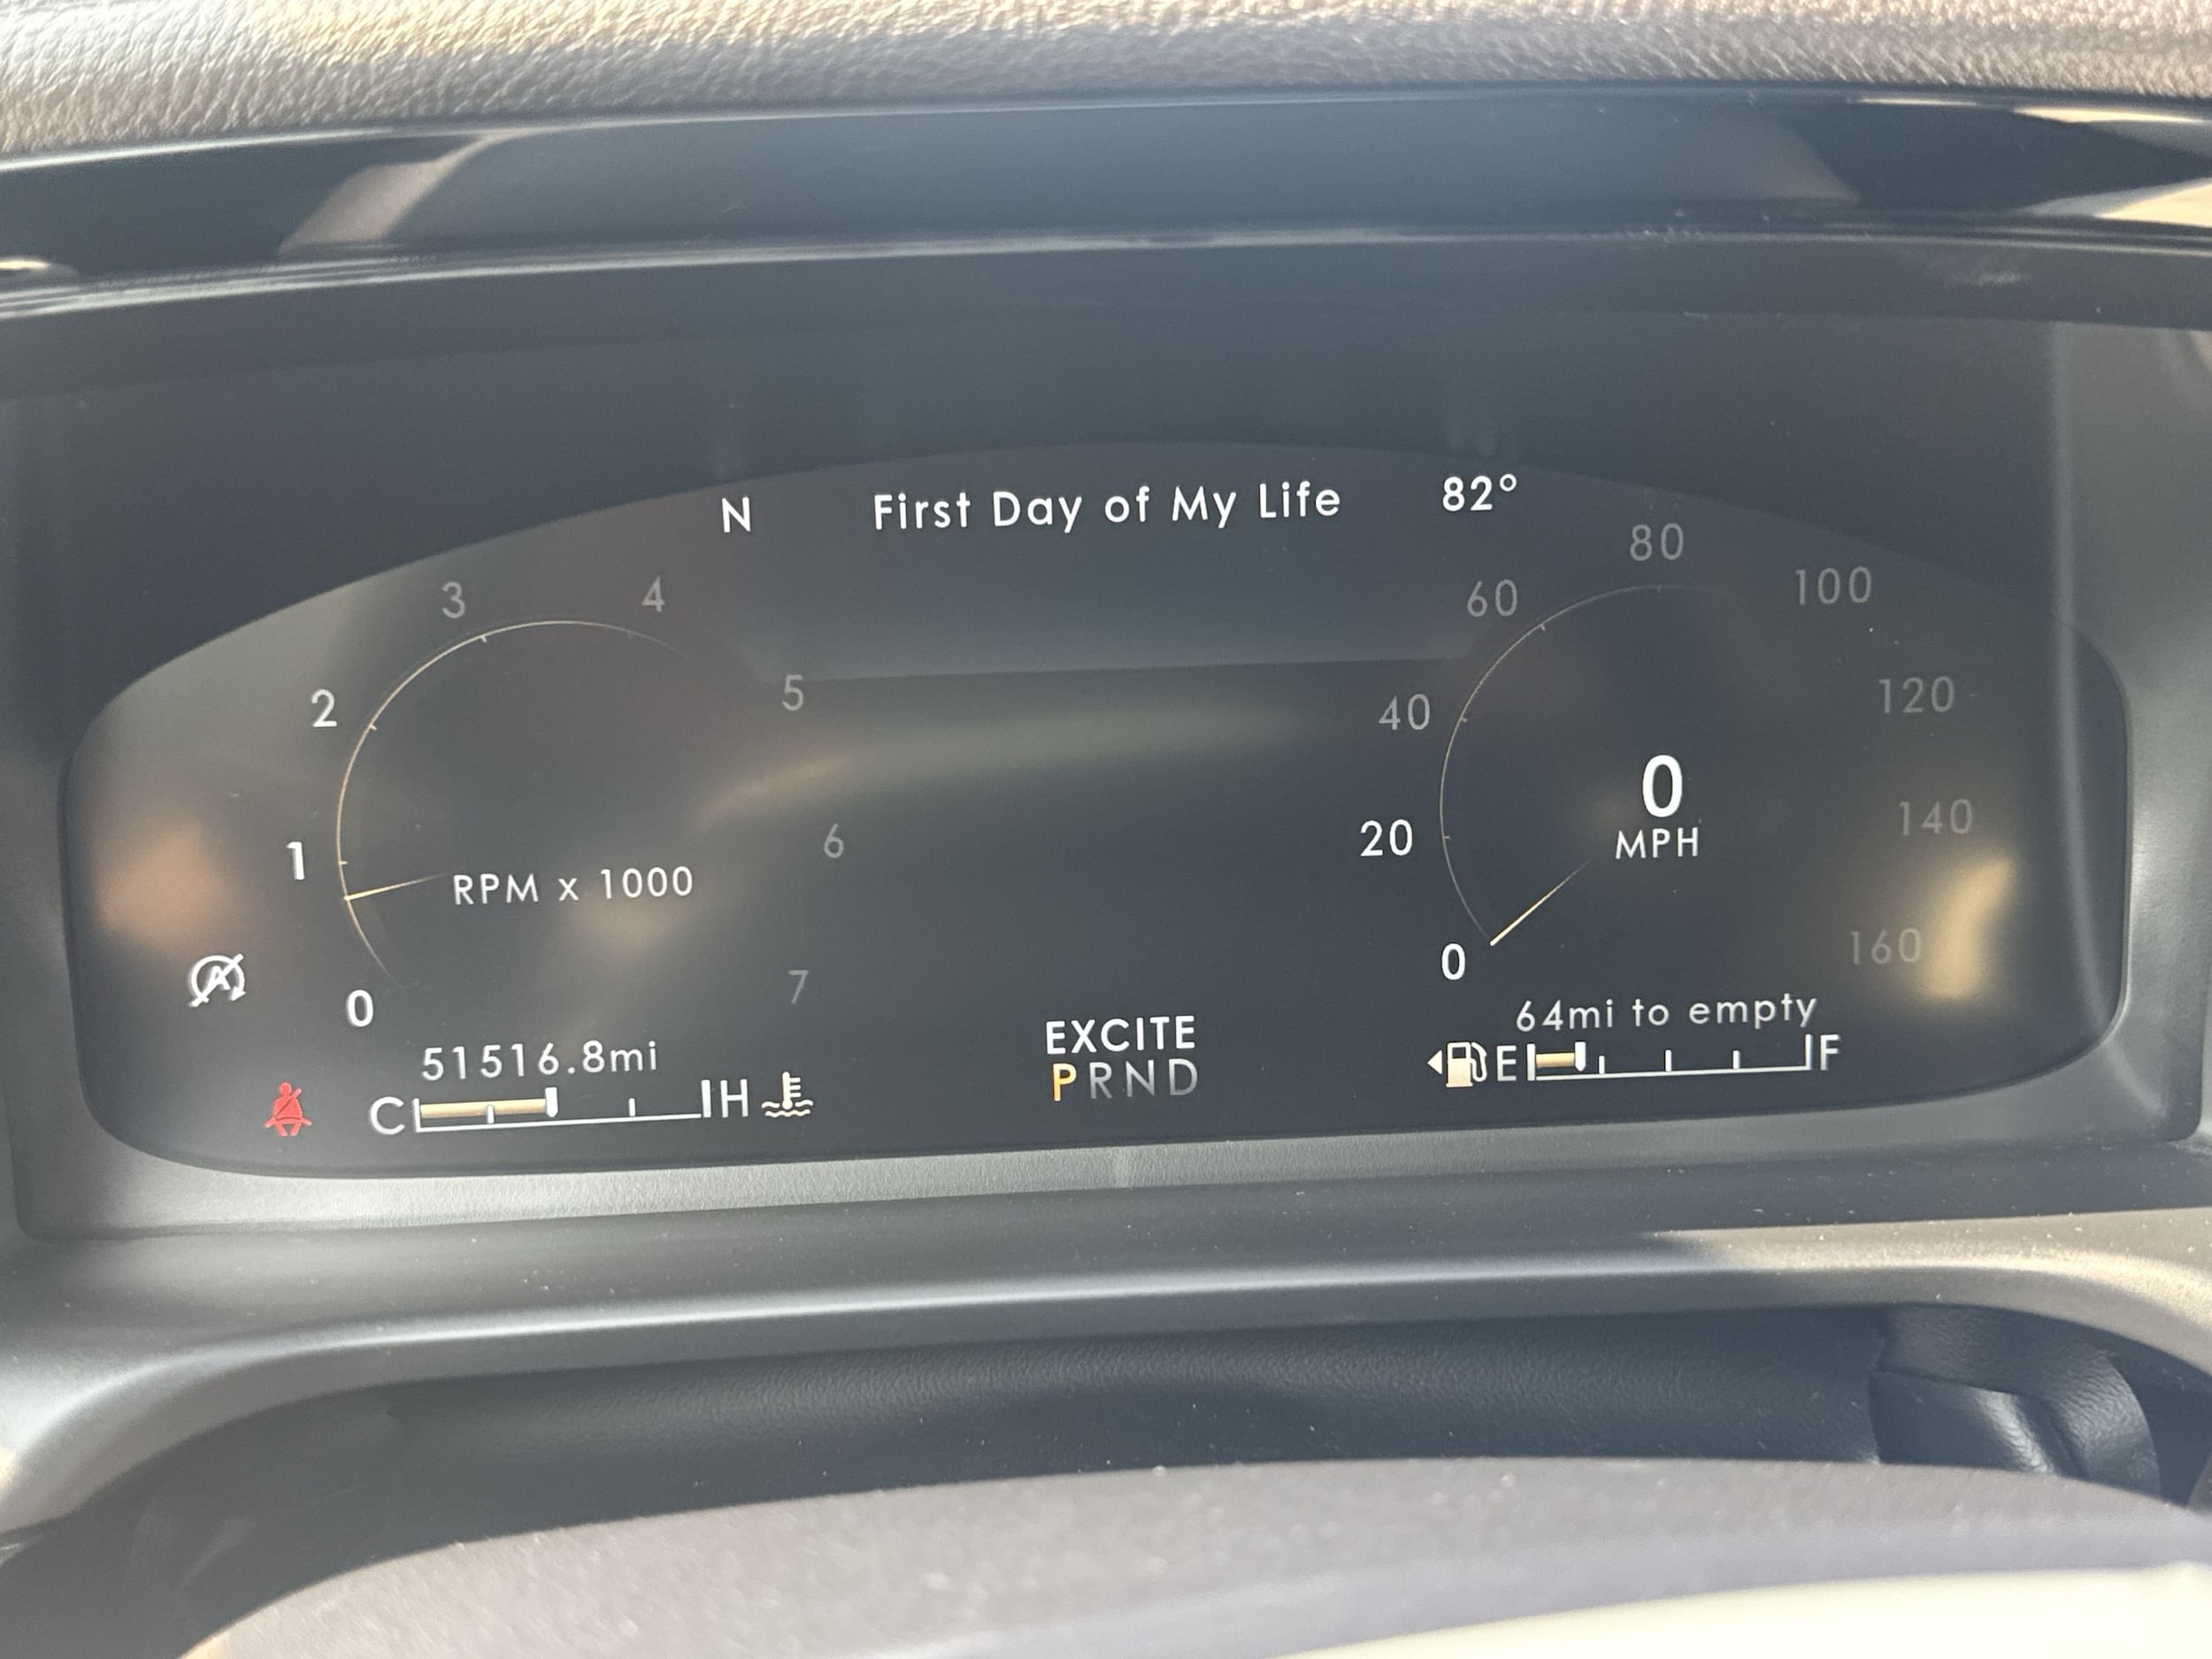 N First Day of My Life 82°
3 4 60 80 100
2 5 40 120
0
MPH
1 RPM x 1000 6 20 140
0 7 0 160
51516.8mi EXCITE 64mi to empty
C H PRND E F